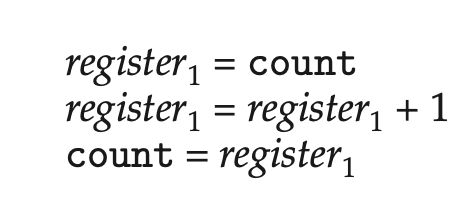 register₁ = count
register₁ = register₁ + 1
count = register₁